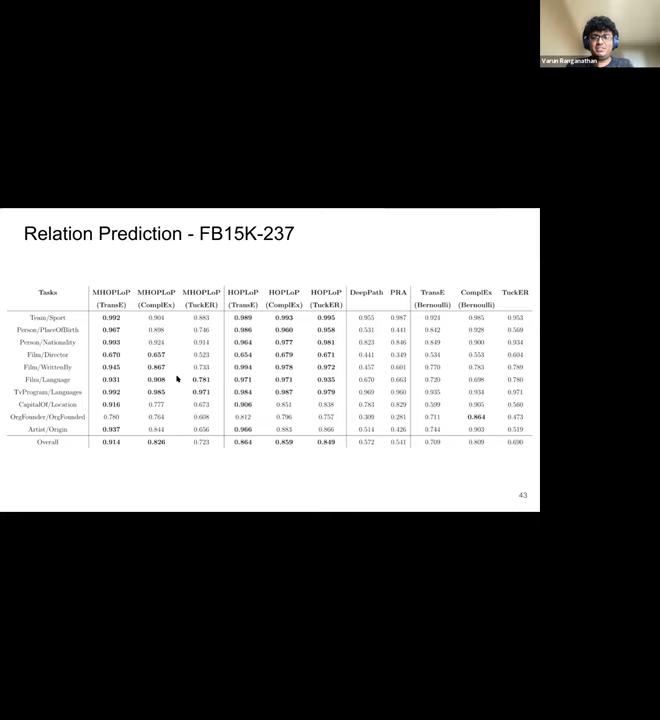 Varun Ranganathan
Relation Prediction - FB15K-237
Tasks MHOPLoP MHOPLoP MHOPLoP HOPLoP HOPLoP HOPLoP DeepPath PRA TransE ComplEx TuckER
(TransE) (ComplEx) (TuckER) (TransE) (ComplEx) (TuckER) (Bernoulli) (Bernoulli)
Team/Sport 0.992 0.904 0.883 0.989 0.993 0.995 0.955 0.987 0.924 0.985 0.953
Person/PlaceOfBirth 0.967 0.898 0.746 0.986 0.960 0.958 0.531 0.441 0.842 0.928 0.569
Person/Nationality 0.993 0.924 0.914 0.964 0.977 0.981 0.823 0.846 0.849 0.900 0.934
Film/Director 0.670 0.657 0.523 0.654 0.679 0.671 0.441 0.349 0.534 0.553 0.604
Film/WrittenBy 0.945 0.867 0.733 0.994 0.978 0.972 0.457 0.601 0.770 0.783 0.789
Film/Language 0.931 0.908 0.781 0.971 0.971 0.935 0.670 0.663 0.720 0.698 0.780
TvProgram/Languages 0.992 0.985 0.971 0.984 0.987 0.979 0.969 0.960 0.935 0.934 0.971
CapitalOf/Location 0.916 0.777 0.673 0.906 0.851 0.838 0.783 0.829 0.599 0.905 0.560
OrgFounder/OrgFounded 0.780 0.764 0.608 0.812 0.796 0.757 0.309 0.281 0.711 0.864 0.473
Artist/Origin 0.937 0.844 0.656 0.966 0.883 0.866 0.514 0.426 0.744 0.903 0.519
Overall 0.914 0.826 0.723 0.864 0.859 0.849 0.572 0.541 0.709 0.809 0.690
43